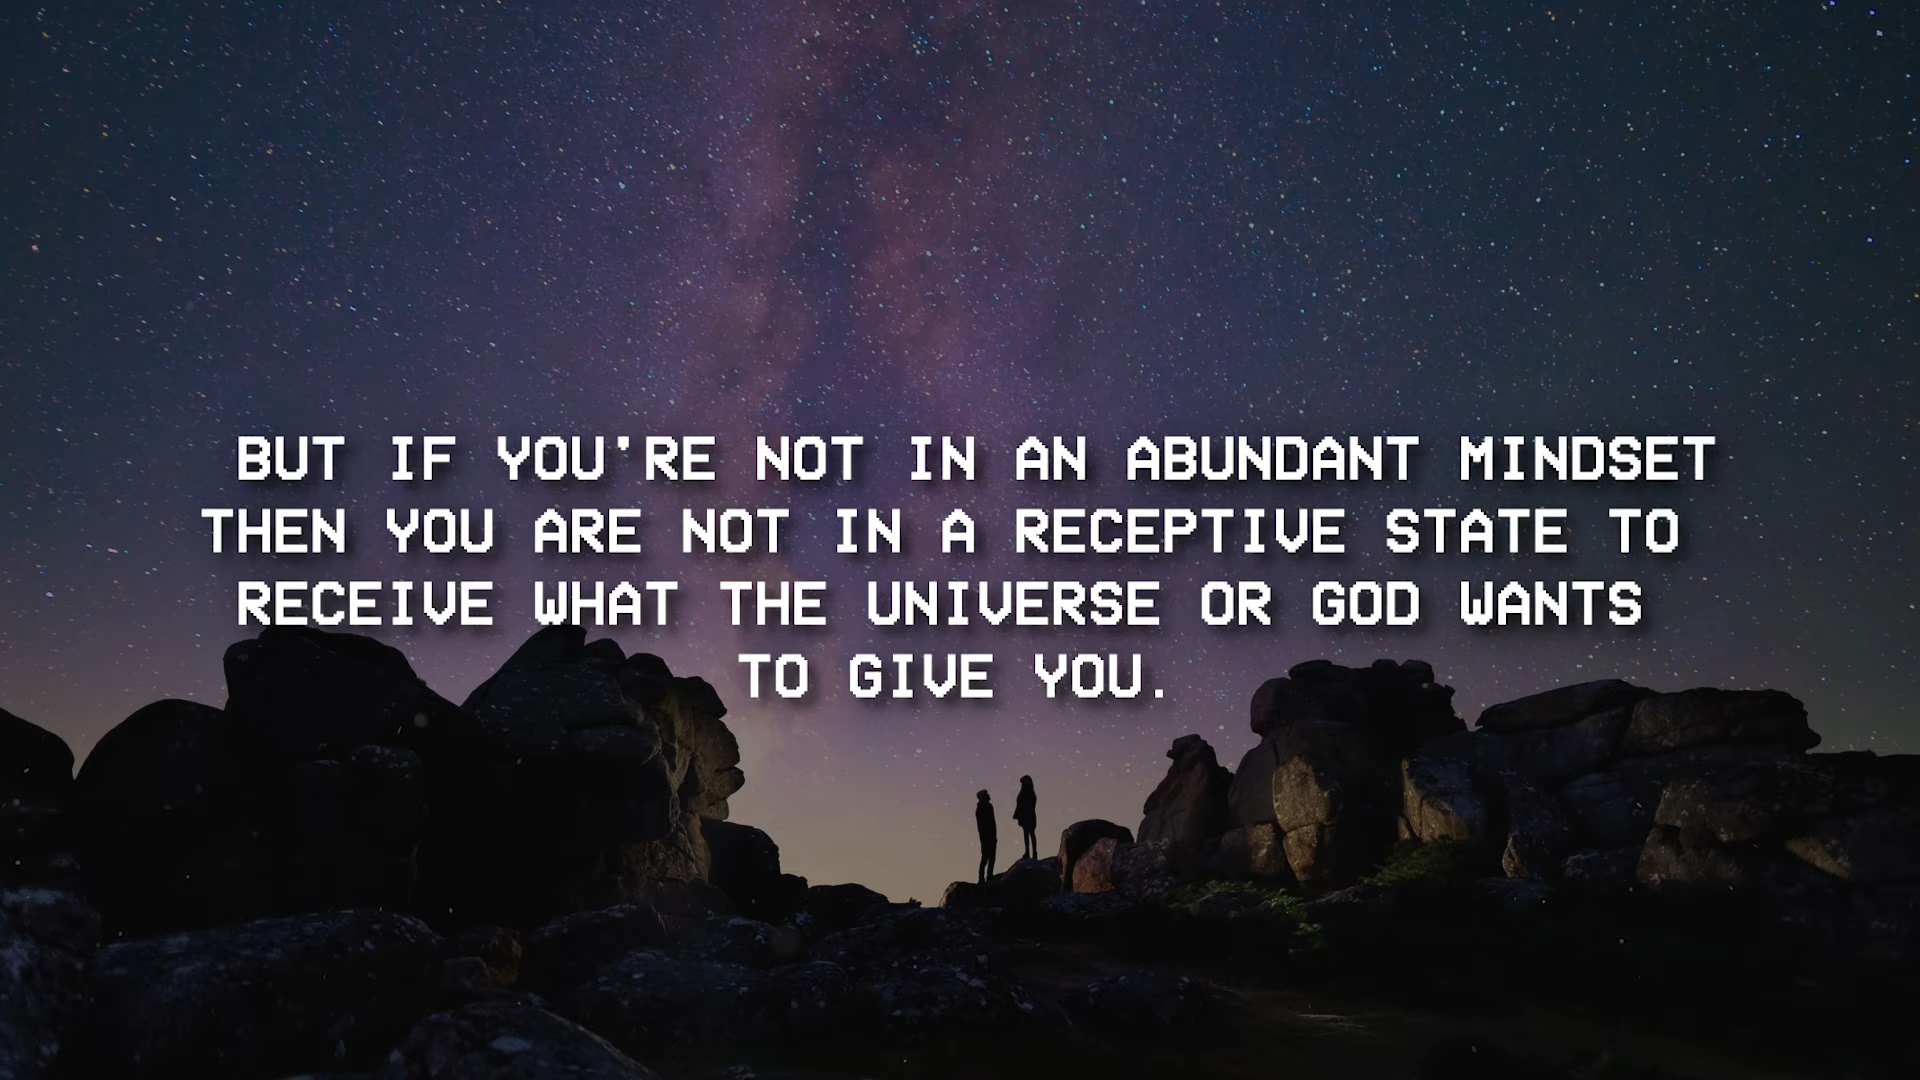 BUT IF YOU'RE NOT IN AN ABUNDANT MINDSET
THEN YOU ARE NOT IN A RECEPTIVE STATE TO
RECEIVE WHAT THE UNIVERSE OR GOD WANTS
TO GIVE YOU.